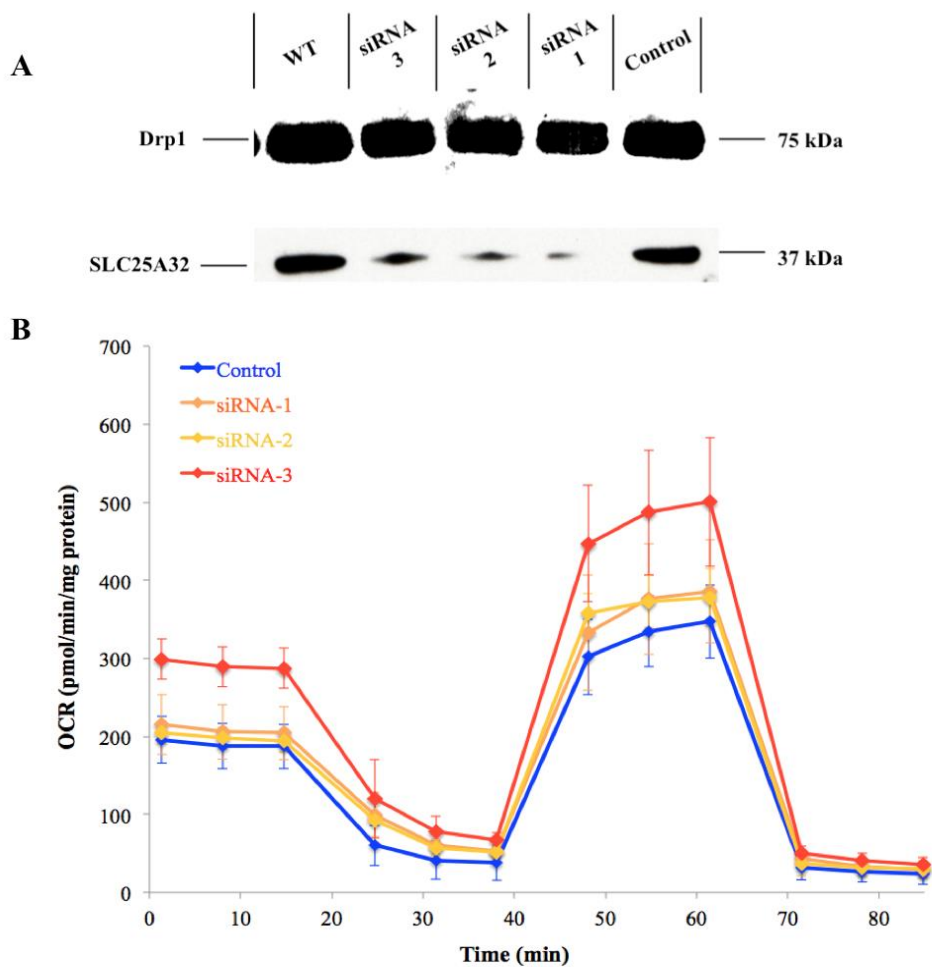 A
WT
siRNA
3
siRNA
2
siRNA
1
Control
Drp1
75 kDa
SLC25A32
37 kDa
B
700
600
500
400
300
200
100
0
Control
siRNA-1
siRNA-2
siRNA-3
OCR (pmol/min/mg protein)
0 10 20 30 40 50 60 70 80
Time (min)